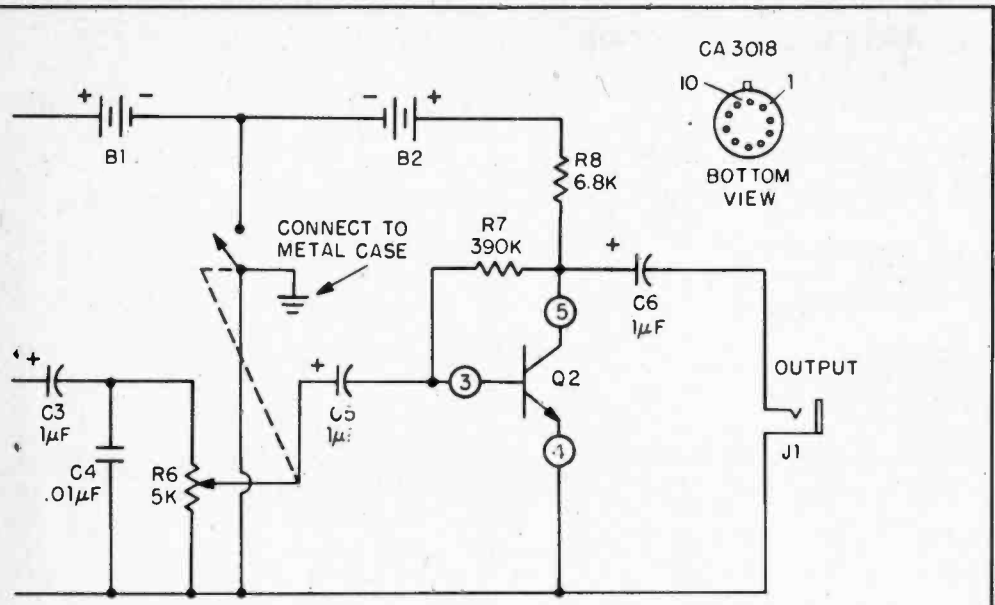 CA 3018
10 1
BOTTOM
VIEW
+ -
B1
- +
B2
R8
6.8K
CONNECT TO
METAL CASE
R7
390K
+
C6
1µF
5
+
C3
1µF
C4
.01µF
R6
5K
+
C5
3
Q2
4
OUTPUT
J1